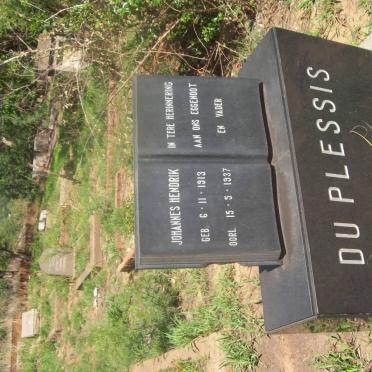 JOHANNES HENDRIK
GEB. 6·11·1913
OORL. 15·5·1937
IN TERE HERINNERING
AAN ONS EGGENOOT
EN VADER
DU PLESSIS